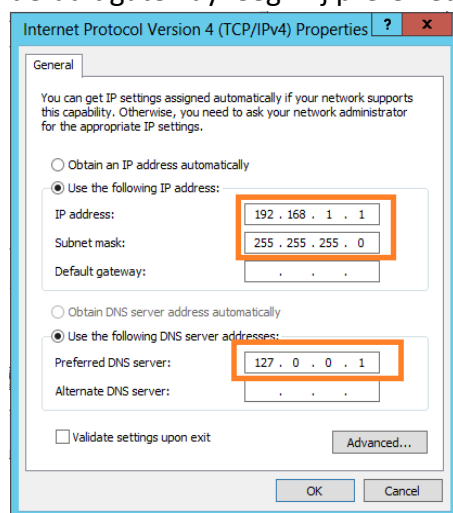 Internet Protocol Version 4 (TCP/IPv4) Properties ? x
General
You can get IP settings assigned automatically if your network supports
this capability. Otherwise, you need to ask your network administrator
for the appropriate IP settings.
Obtain an IP address automatically
Use the following IP address:
IP address: 192 . 168 . 1 . 1
Subnet mask: 255 . 255 . 255 . 0
Default gateway: . . .
Obtain DNS server address automatically
Use the following DNS server addresses:
Preferred DNS server: 127 . 0 . 0 . 1
Alternate DNS server: . . .
Validate settings upon exit
Advanced...
OK Cancel